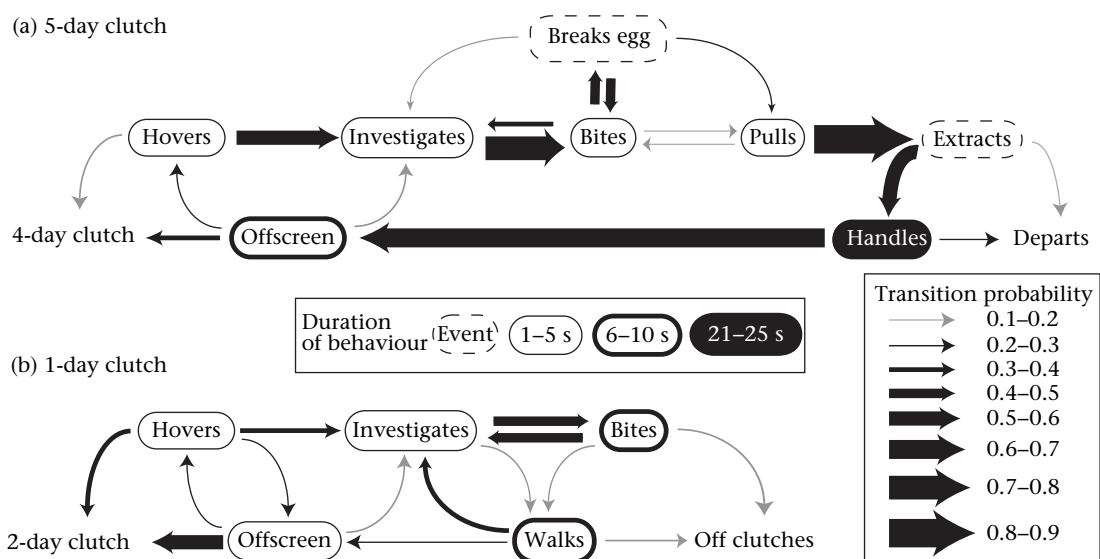 (a) 5-day clutch
Breaks egg
Hovers
Investigates
Bites
Pulls
Extracts
4-day clutch
Offscreen
Handles
Departs
Duration
of behaviour
Event
1–5 s
6–10 s
21–25 s
Transition probability
0.1–0.2
0.2–0.3
0.3–0.4
0.4–0.5
0.5–0.6
0.6–0.7
0.7–0.8
0.8–0.9
(b) 1-day clutch
Hovers
Investigates
Bites
2-day clutch
Offscreen
Walks
Off clutches